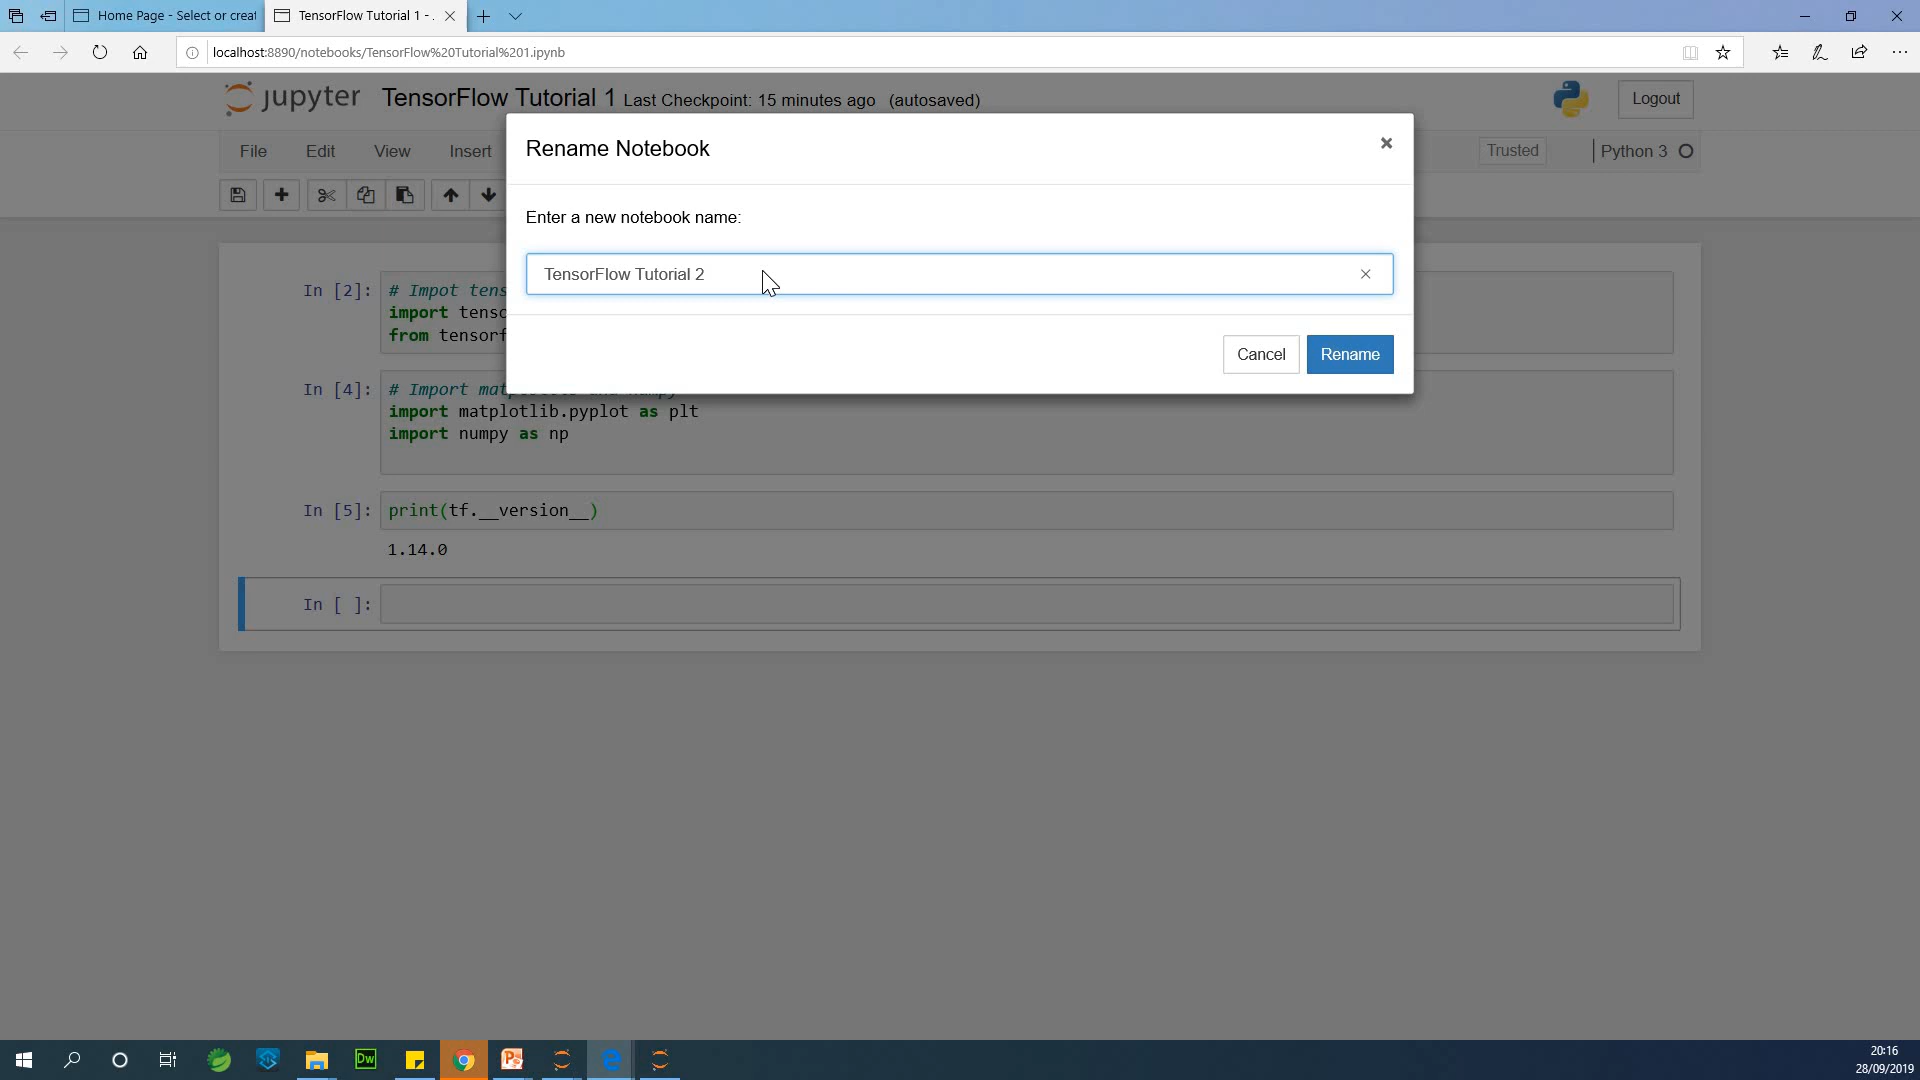 Home Page - Select or creat
TensorFlow Tutorial 1 - .
localhost:8890/notebooks/TensorFlow%20Tutorial%201.ipynb
jupyter TensorFlow Tutorial 1 Last Checkpoint: 15 minutes ago (autosaved)
Logout
File Edit View Insert
Trusted
Python 3
Rename Notebook
Enter a new notebook name:
TensorFlow Tutorial 2
Cancel
Rename
In [2]:
# Impot tens
import tenso
from tensorf
In [4]:
# Import mat
import matplotlib.pyplot as plt
import numpy as np
In [5]:
print(tf.__version__)
1.14.0
In [ ]:
Dw
20:16
28/09/2019